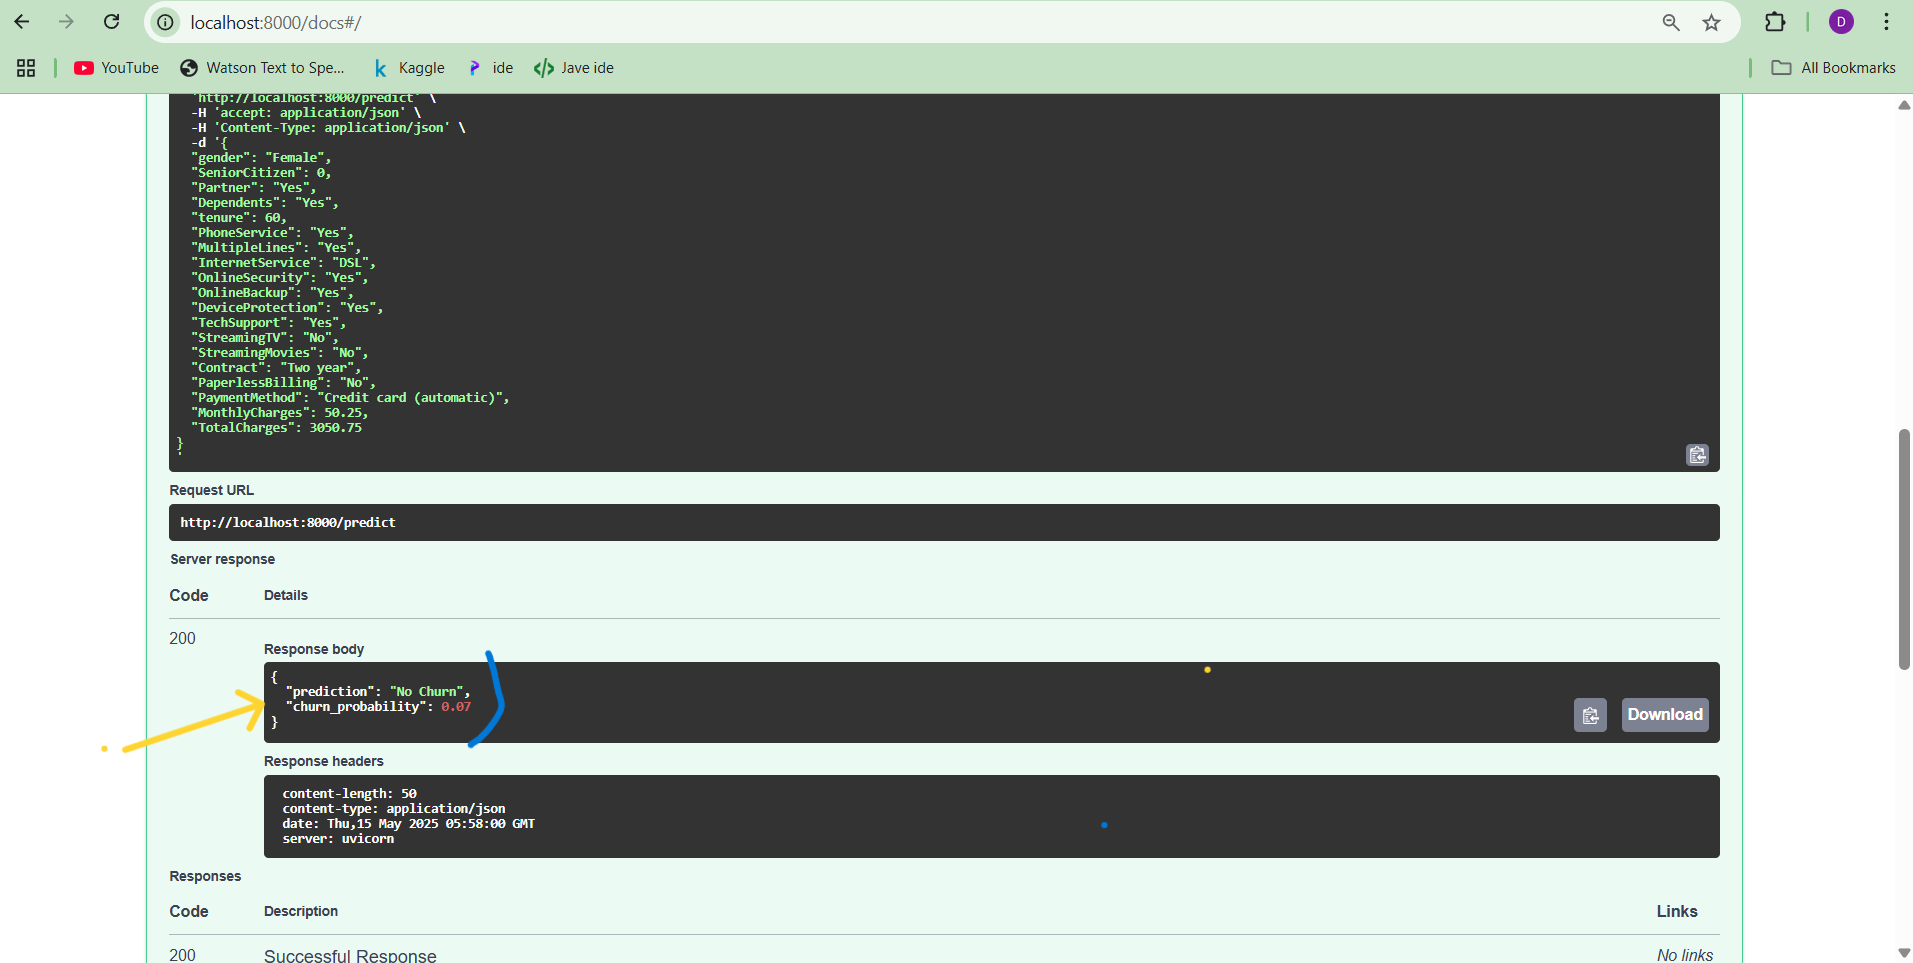 localhost:8000/docs#/
D
YouTube Watson Text to Spe... Kaggle ide Jave ide All Bookmarks
'http://localhost:8000/predict' \
-H 'accept: application/json' \
-H 'Content-Type: application/json' \
-d '{
"gender": "Female",
"SeniorCitizen": 0,
"Partner": "Yes",
"Dependents": "Yes",
"tenure": 60,
"PhoneService": "Yes",
"MultipleLines": "Yes",
"InternetService": "DSL",
"OnlineSecurity": "Yes",
"OnlineBackup": "Yes",
"DeviceProtection": "Yes",
"TechSupport": "Yes",
"StreamingTV": "No",
"StreamingMovies": "No",
"Contract": "Two year",
"PaperlessBilling": "No",
"PaymentMethod": "Credit card (automatic)",
"MonthlyCharges": 50.25,
"TotalCharges": 3050.75
}
'
Request URL
http://localhost:8000/predict
Server response
Code Details
200
Response body
{
"prediction": "No Churn",
"churn_probability": 0.07
}
Download
Response headers
content-length: 50
content-type: application/json
date: Thu,15 May 2025 05:58:00 GMT
server: uvicorn
Responses
Code Description Links
200 Successful Response No links